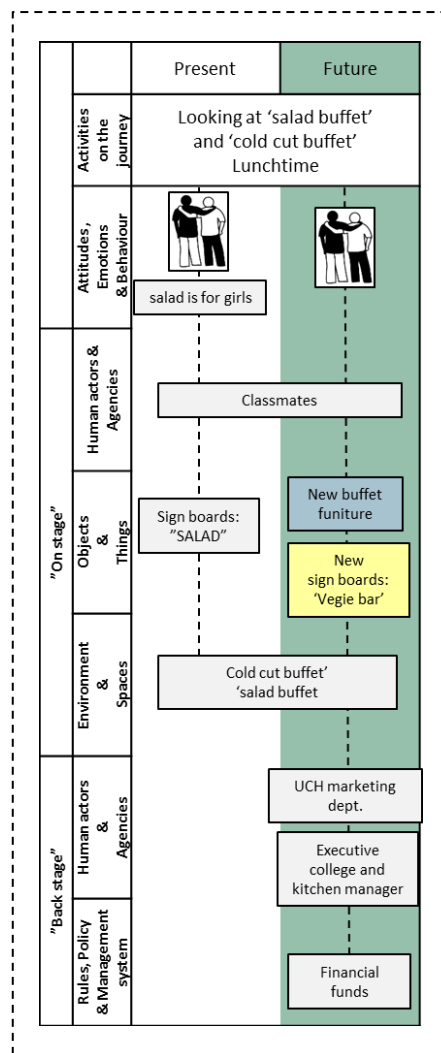 Present
Future
Activities
on the
journey
Looking at ‘salad buffet’
and ‘cold cut buffet’
Lunchtime
Attitudes ,
Emotions
& Behaviour
salad is for girls
"On stage"
Human actors &
Agencies
Classmates
Objects
&
Things
Sign boards:
”SALAD”
New buffet
funiture
New
sign boards:
‘Vegie bar’
Environment
&
Spaces
Cold cut buffet’
‘salad buffet
”Back stage”
Human actors
&
Agencies
UCH marketing
dept.
Executive
college and
kitchen manager
Rules, Policy
& Management
system
Financial
funds